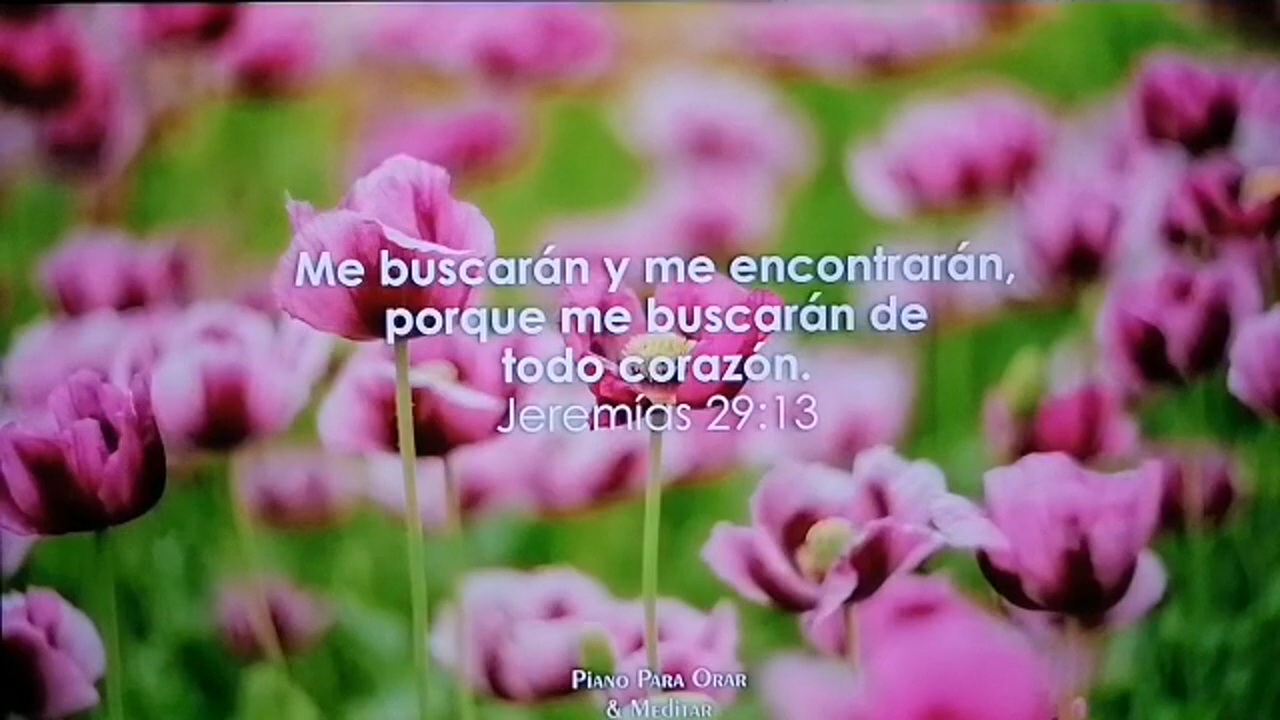 Me buscarán y me encontrarán,
porque me buscarán de
todo corazón.
Jeremías 29:13
Piano Para Orar
& Meditar